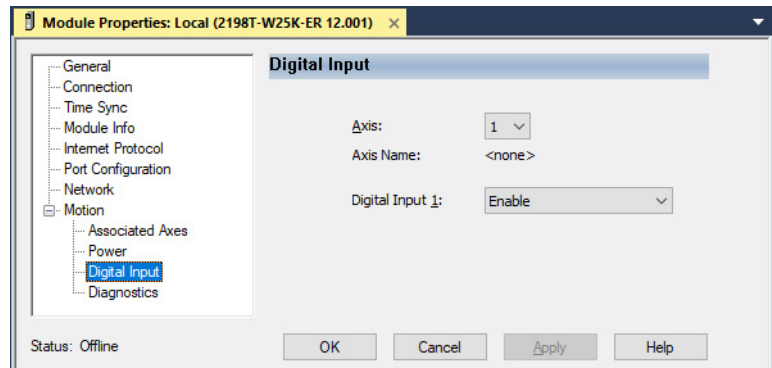 Module Properties: Local (2198T-W25K-ER 12.001)
General
Connection
Time Sync
Module Info
Internet Protocol
Port Configuration
Network
Motion
Associated Axes
Power
Digital Input
Diagnostics
Digital Input
Axis: 1
Axis Name: <none>
Digital Input 1: Enable
Status: Offline
OK Cancel Apply Help